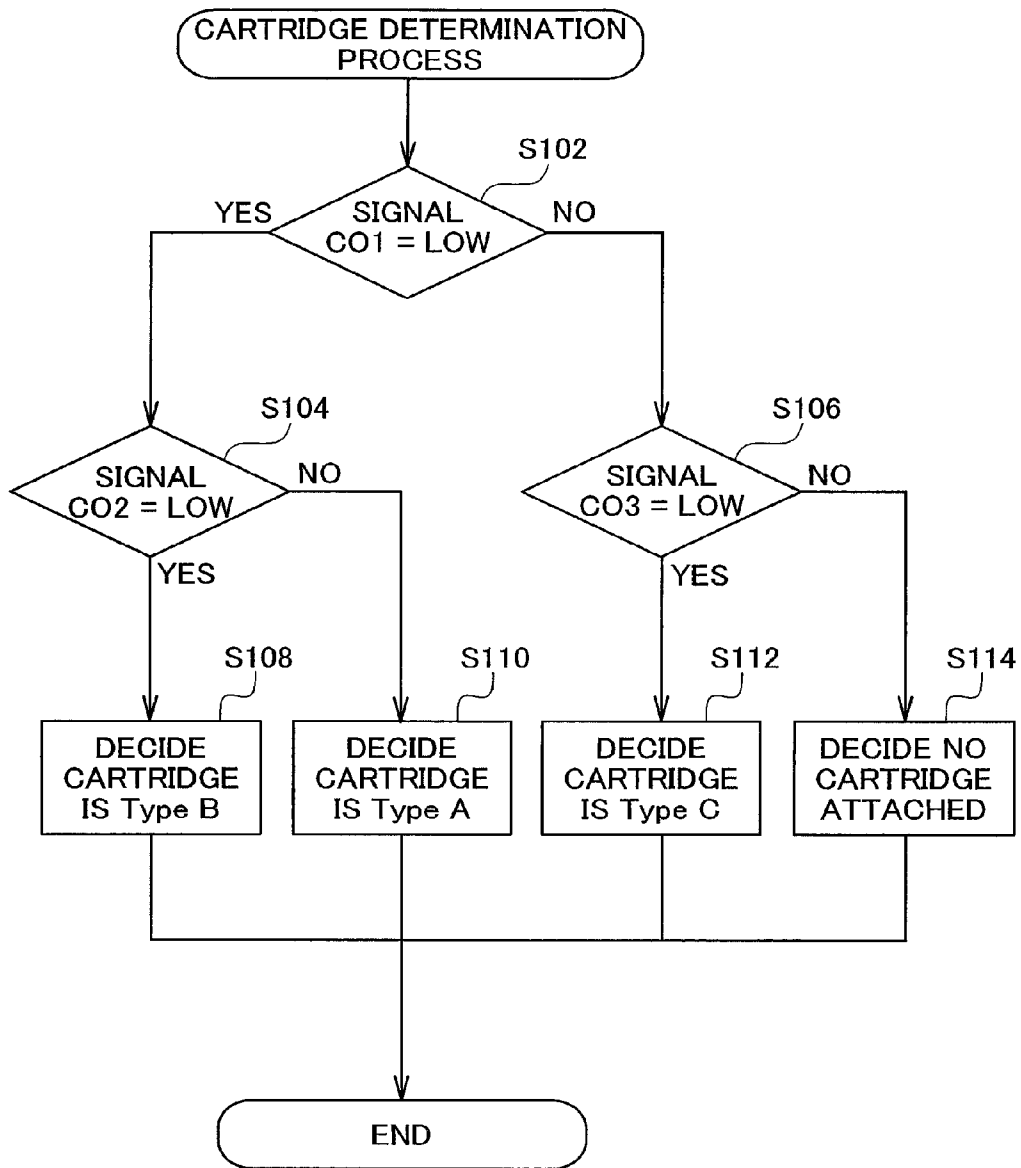 CARTRIDGE DETERMINATION
PROCESS
S102
YES
SIGNAL
CO1 = LOW
NO
S104
SIGNAL
CO2 = LOW
NO
YES
S106
SIGNAL
CO3 = LOW
NO
YES
S108
DECIDE
CARTRIDGE
IS Type B
S110
DECIDE
CARTRIDGE
IS Type A
S112
DECIDE
CARTRIDGE
IS Type C
S114
DECIDE NO
CARTRIDGE
ATTACHED
END